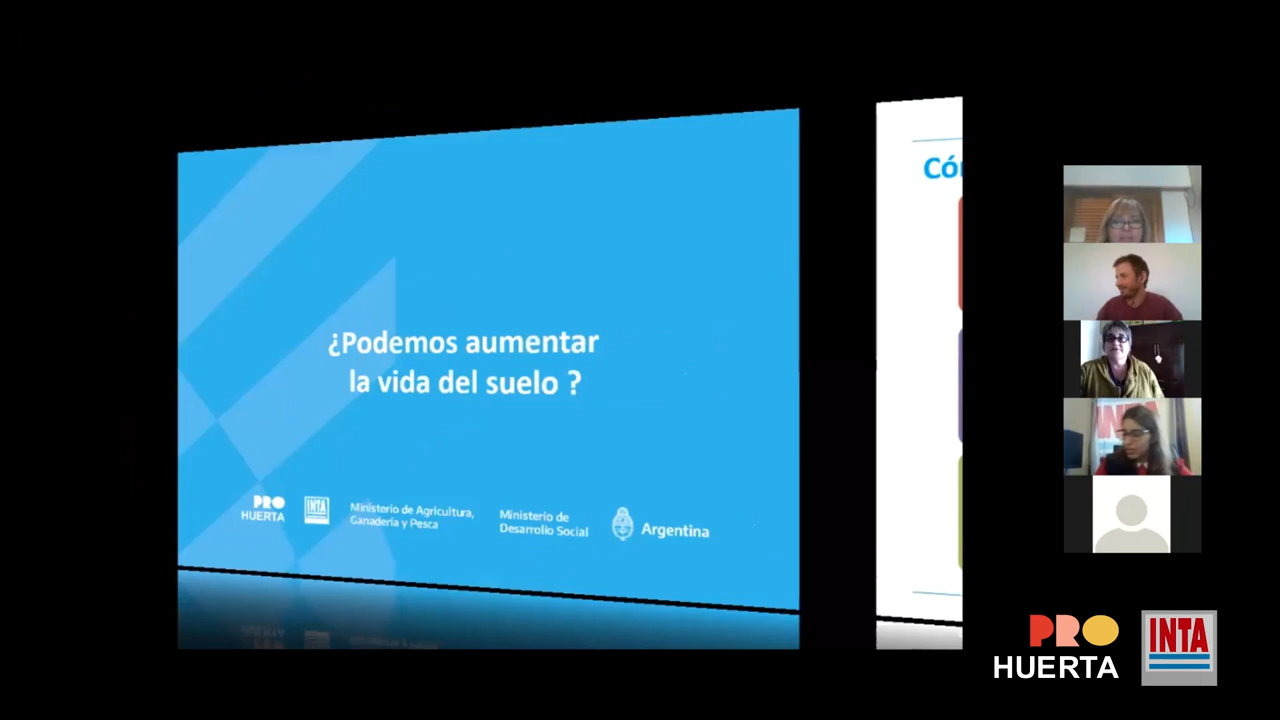 ¿Podemos aumentar
la vida del suelo ?
PRO
HUERTA
INTA
Ministerio de Agricultura,
Ganadería y Pesca
Ministerio de
Desarrollo Social
Argentina
PRO
HUERTA
INTA